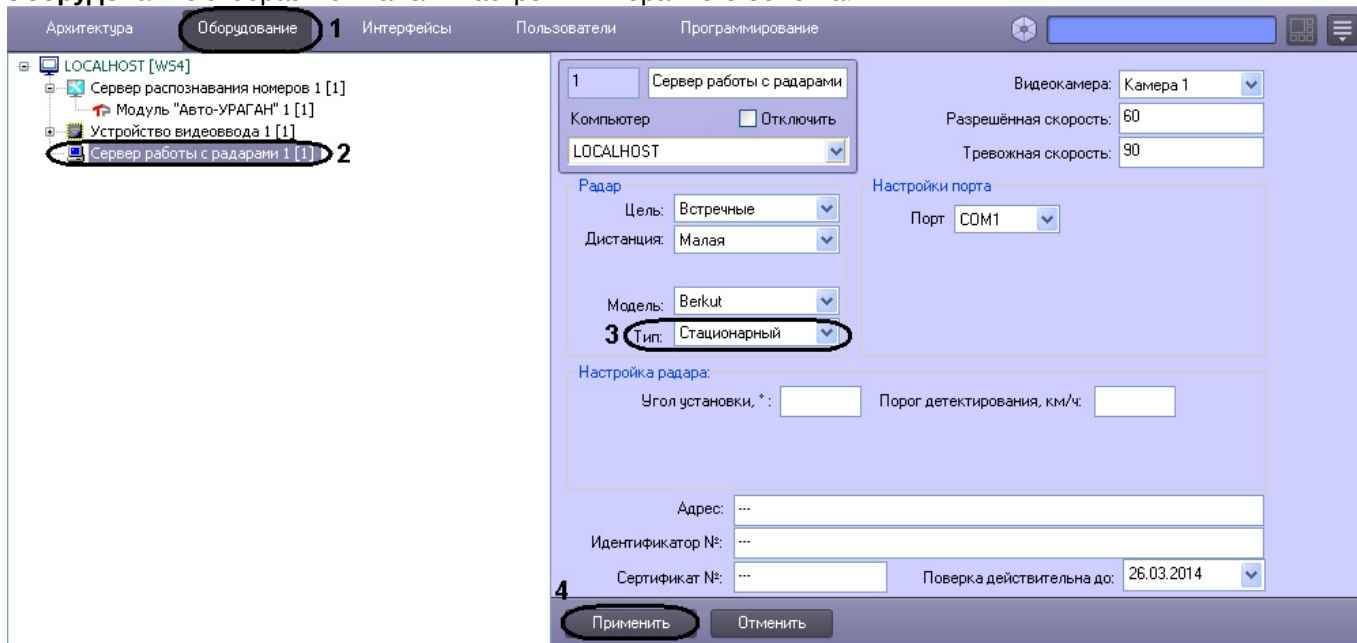 Архитектура Оборудование 1 Интерфейсы Пользователи Программирование
LOCALHOST [WS4]
Сервер распознавания номеров 1 [1]
Модуль "Авто-УРАГАН" 1 [1]
Устройство видеоввода 1 [1]
Сервер работы с радарами 1 [1] 2
1 Сервер работы с радарами
Компьютер Отключить
LOCALHOST
Видеокамера: Камера 1
Разрешённая скорость: 60
Тревожная скорость: 90
Радар
Цель: Встречные
Дистанция: Малая
Модель: Berkut
3 Тип: Стационарный
Настройки порта
Порт COM1
Настройка радара:
Угол установки, ° : Порог детектирования, км/ч:
Адрес: ---
Идентификатор №: ---
Сертификат №: --- Поверка действительна до: 26.03.2014
4
Применить Отменить